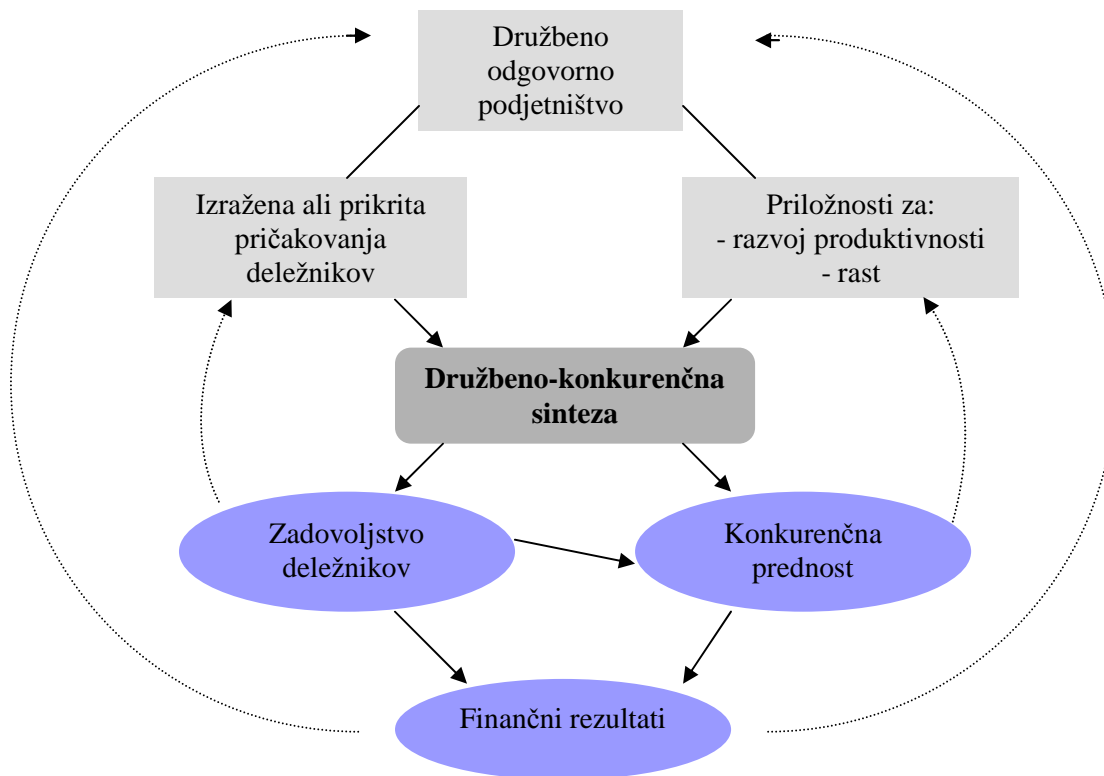 Družbeno
odgovorno
podjetništvo
Izražena ali prikrita
pričakovanja
deležnikov
Priložnosti za:
- razvoj produktivnosti
- rast
Družbeno-konkurenčna
sinteza
Zadovoljstvo
deležnikov
Konkurenčna
prednost
Finančni rezultati